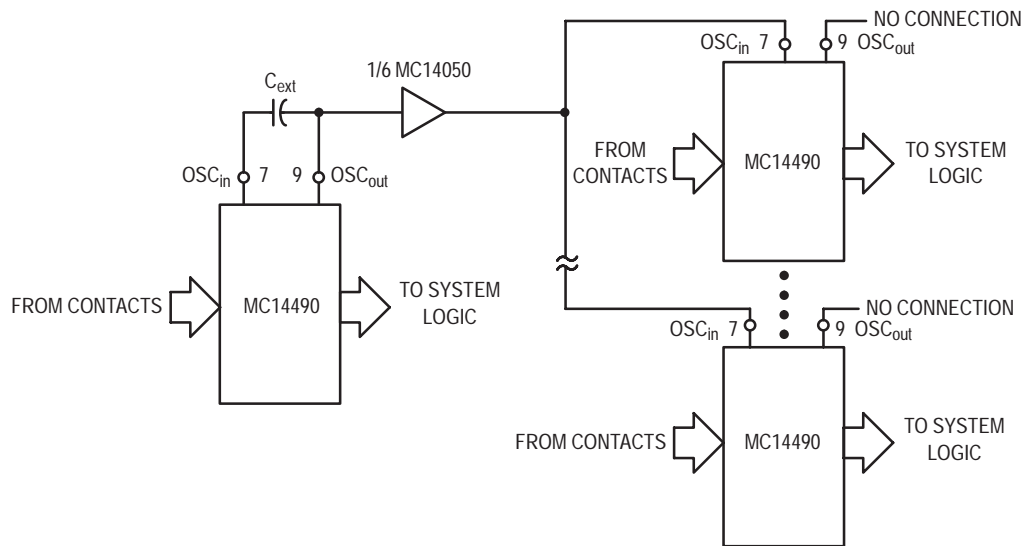 NO CONNECTION
OSCin 7 9 OSCout
1/6 MC14050
Cext
FROM
CONTACTS
MC14490
TO SYSTEM
LOGIC
OSCin 7 9 OSCout
FROM CONTACTS
MC14490
TO SYSTEM
LOGIC
NO CONNECTION
OSCin 7 9 OSCout
FROM CONTACTS
MC14490
TO SYSTEM
LOGIC